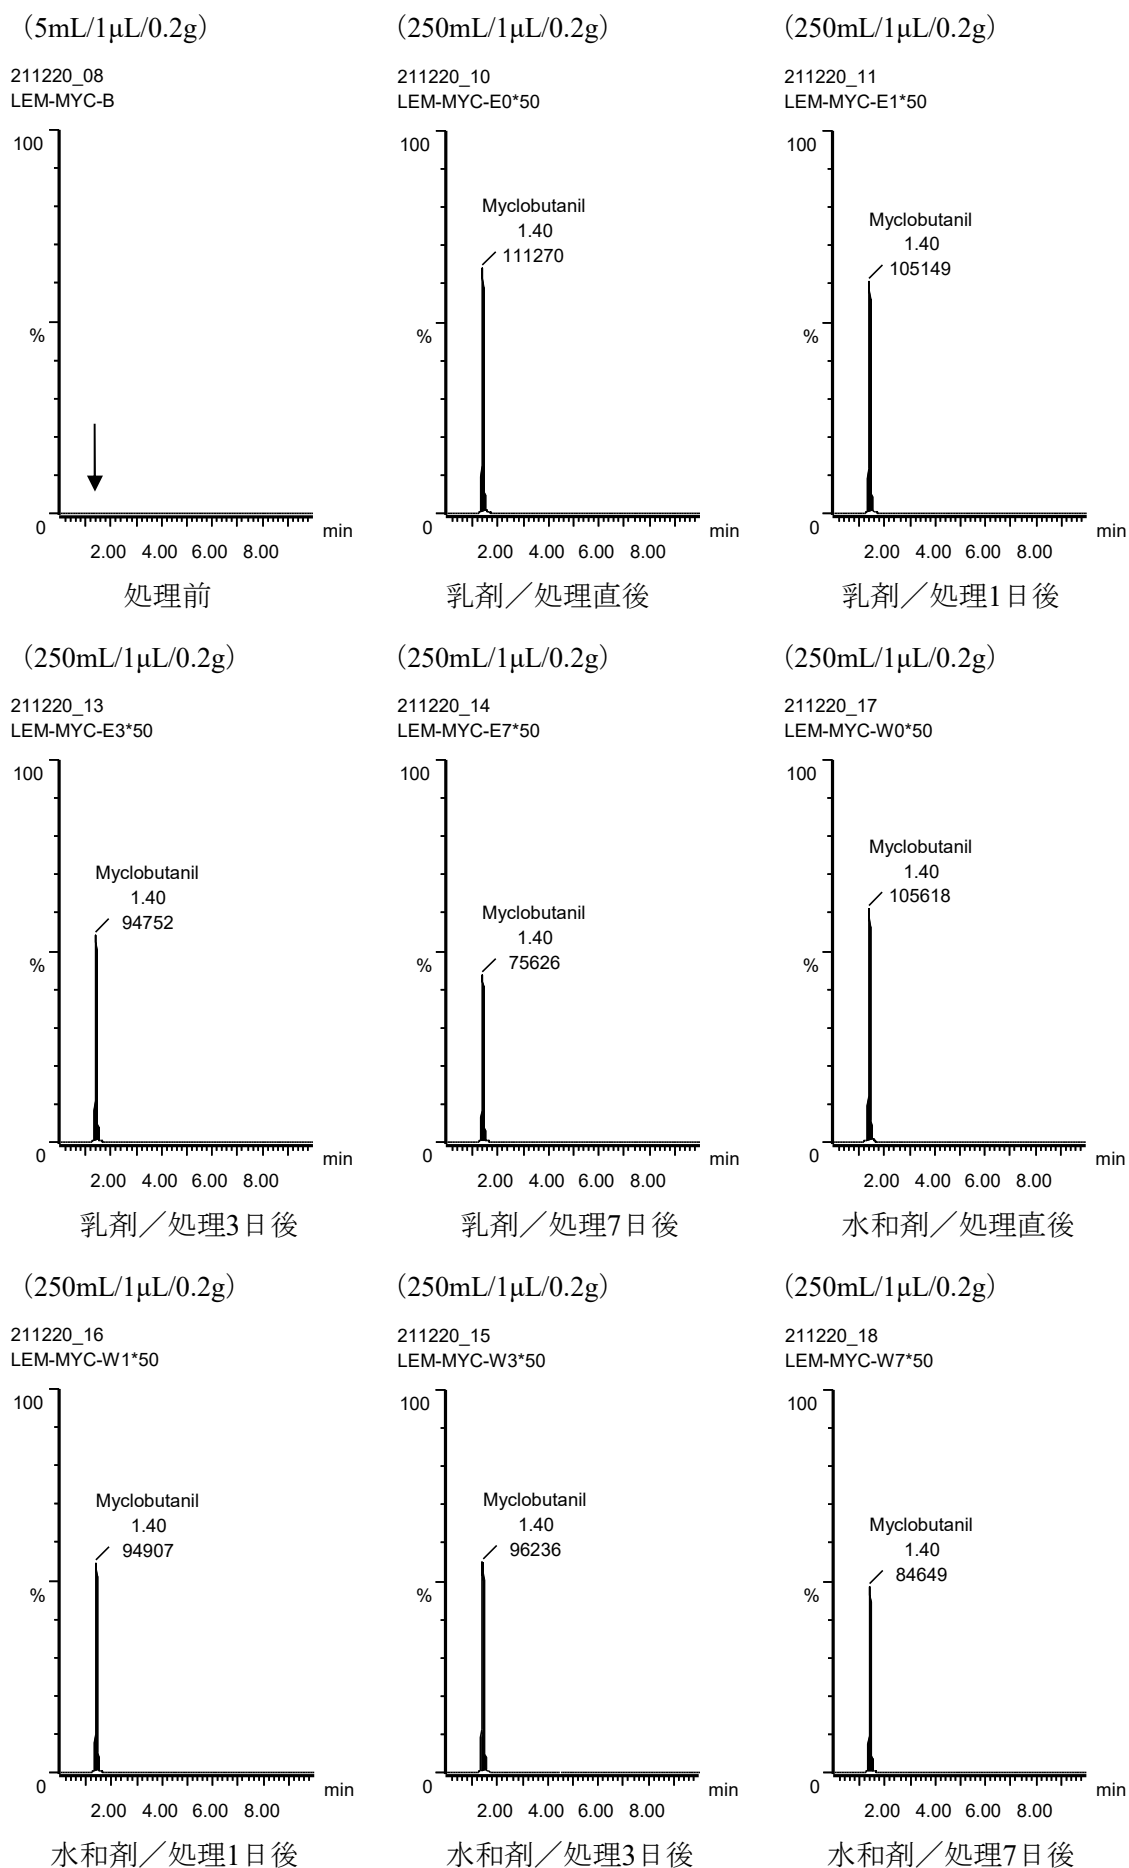 （5mL/1μL/0.2g）
211220_08
LEM-MYC-B
100
%
0
min
2.00 4.00 6.00 8.00
処理前
（250mL/1μL/0.2g）
211220_10
LEM-MYC-E0*50
100
Myclobutanil
1.40
111270
%
0
min
2.00 4.00 6.00 8.00
乳剤／処理直後
（250mL/1μL/0.2g）
211220_11
LEM-MYC-E1*50
100
Myclobutanil
1.40
105149
%
0
min
2.00 4.00 6.00 8.00
乳剤／処理1日後
（250mL/1μL/0.2g）
211220_13
LEM-MYC-E3*50
100
Myclobutanil
1.40
94752
%
0
min
2.00 4.00 6.00 8.00
乳剤／処理3日後
（250mL/1μL/0.2g）
211220_14
LEM-MYC-E7*50
100
Myclobutanil
1.40
75626
%
0
min
2.00 4.00 6.00 8.00
乳剤／処理7日後
（250mL/1μL/0.2g）
211220_17
LEM-MYC-W0*50
100
Myclobutanil
1.40
105618
%
0
min
2.00 4.00 6.00 8.00
水和剤／処理直後
（250mL/1μL/0.2g）
211220_16
LEM-MYC-W1*50
100
Myclobutanil
1.40
94907
%
0
min
2.00 4.00 6.00 8.00
水和剤／処理1日後
（250mL/1μL/0.2g）
211220_15
LEM-MYC-W3*50
100
Myclobutanil
1.40
96236
%
0
min
2.00 4.00 6.00 8.00
水和剤／処理3日後
（250mL/1μL/0.2g）
211220_18
LEM-MYC-W7*50
100
Myclobutanil
1.40
84649
%
0
min
2.00 4.00 6.00 8.00
水和剤／処理7日後